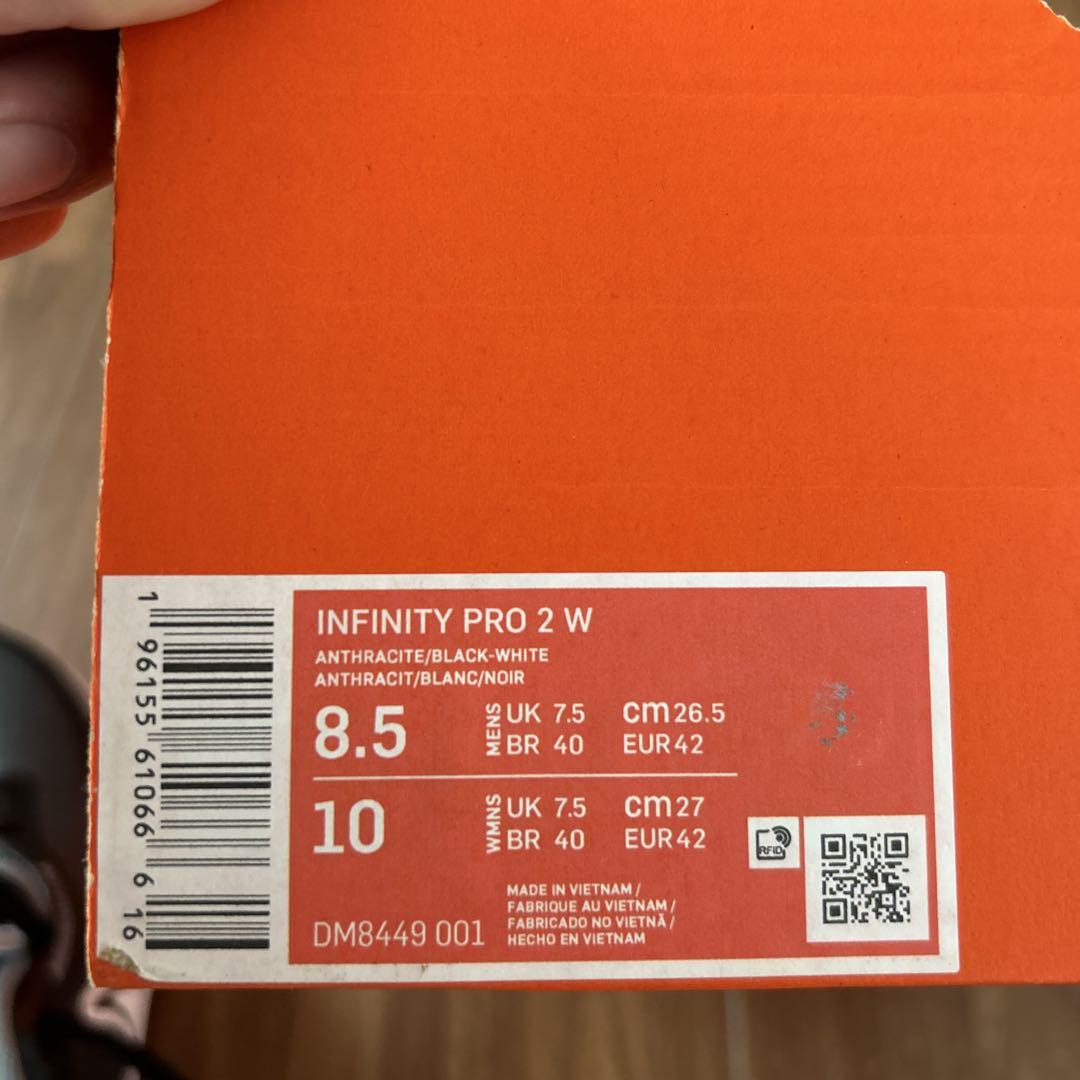 INFINITY PRO 2 W
ANTHRACITE/BLACK-WHITE
ANTHRACIT/BLANC/NOIR
8.5 MENS UK 7.5 cm 26.5
BR 40 EUR 42
10 WMNS UK 7.5 cm 27
BR 40 EUR 42
DM8449 001
MADE IN VIETNAM /
FABRIQUE AU VIETNAM /
FABRICADO NO VIETNÃ /
HECHO EN VIETNAM
RFID
1 96155 61066 6 16